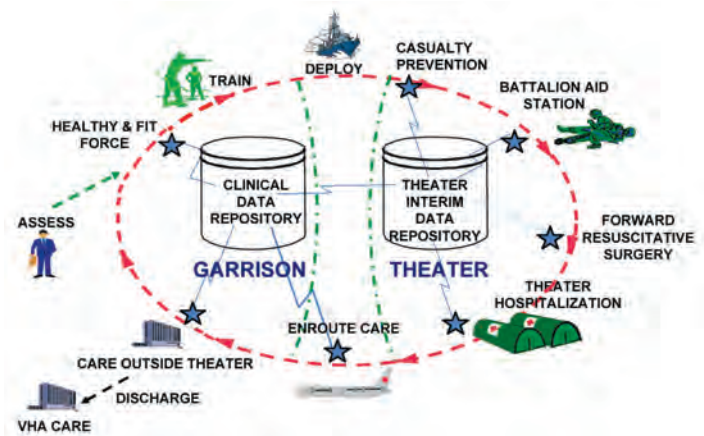 DEPLOY
CASUALTY
PREVENTION
TRAIN
BATTALION AID
STATION
HEALTHY & FIT
FORCE
CLINICAL
DATA
REPOSITORY
THEATER
INTERIM
DATA
REPOSITORY
ASSESS
FORWARD
RESUSCITATIVE
SURGERY
GARRISON
THEATER
THEATER
HOSPITALIZATION
ENROUTE CARE
CARE OUTSIDE THEATER
DISCHARGE
VHA CARE